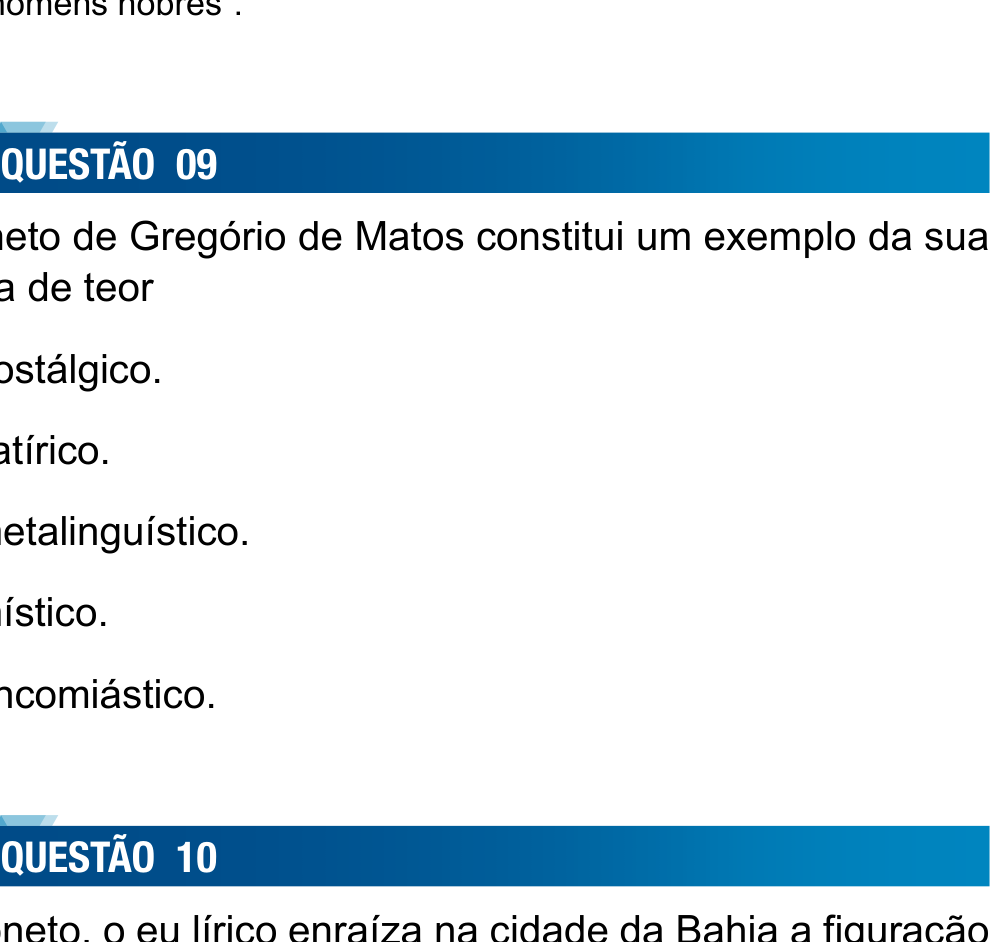 homens nobres".
QUESTÃO 09
neto de Gregório de Matos constitui um exemplo da sua
a de teor
ostálgico.
atírico.
netalinguístico.
ístico.
ncomiástico.
QUESTÃO 10
oneto, o eu lírico enraíza na cidade da Bahia a figuração